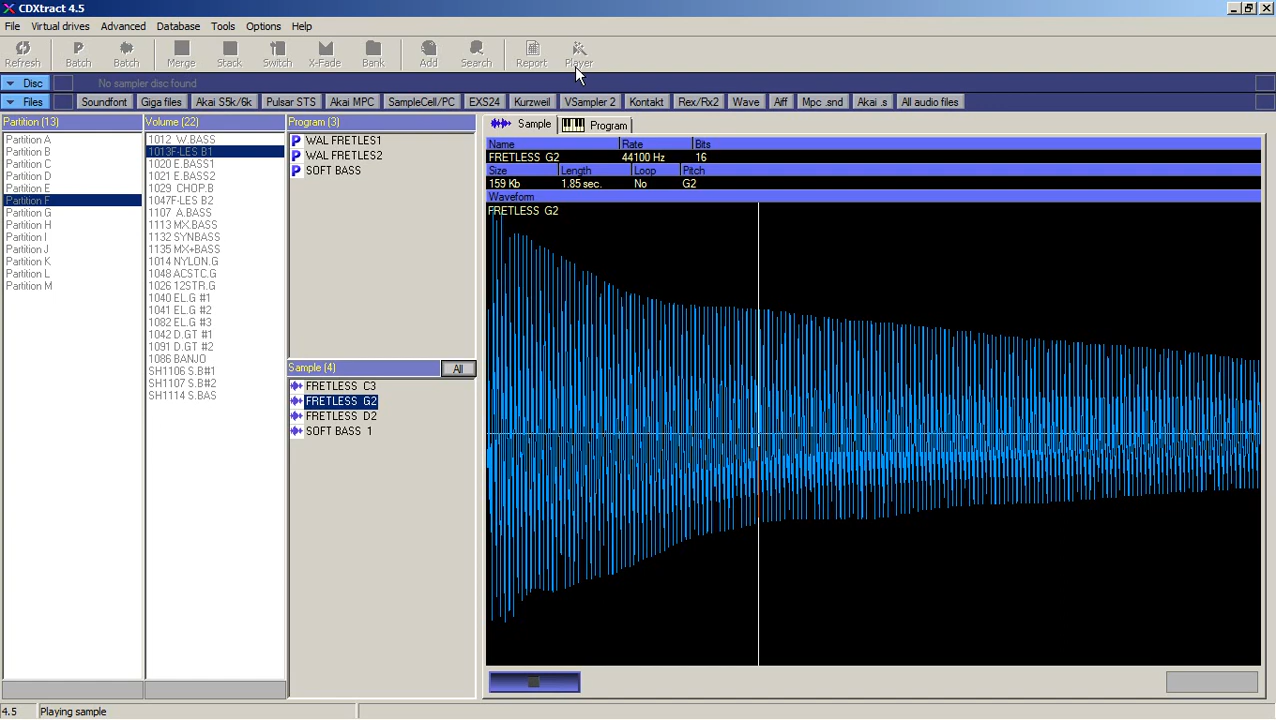 CDXtract 4.5
File Virtual drives Advanced Database Tools Options Help
Refresh Batch Batch Merge Stack Switch X-Fade Bank Add Search Report Player
Disc No sampler disc found
Files Soundfont Giga files Akai S5k/6k Pulsar STS Akai MPC SampleCell/PC EXS24 Kurzweil VSampler 2 Kontakt Rex/Rx2 Wave Aiff Mpc .snd Akai .s All audio files
Partition (13)
Partition A
Partition B
Partition C
Partition D
Partition E
Partition F
Partition G
Partition H
Partition I
Partition J
Partition K
Partition L
Partition M
Volume (22)
1012 W.BASS
1013F-LES B1
1020 E.BASS1
1021 E.BASS2
1029 CHOP.B
1047F-LES B2
1107 A.BASS
1113 MX.BASS
1132 SYNBASS
1135 MX+BASS
1014 NYLON.G
1048 ACSTC.G
1026 12STR.G
1040 EL.G #1
1041 EL.G #2
1082 EL.G #3
1042 D.GT #1
1091 D.GT #2
1086 BANJO
SH1106 S.B#1
SH1107 S.B#2
SH1114 S.BAS
Program (3)
WAL FRETLES1
WAL FRETLES2
SOFT BASS
Sample (4) All
FRETLESS C3
FRETLESS G2
FRETLESS D2
SOFT BASS 1
Sample Program
Name Rate Bits
FRETLESS G2 44100 Hz 16
Size Length Loop Pitch
159 Kb 1.85 sec. No G2
Waveform
FRETLESS G2
4.5 Playing sample